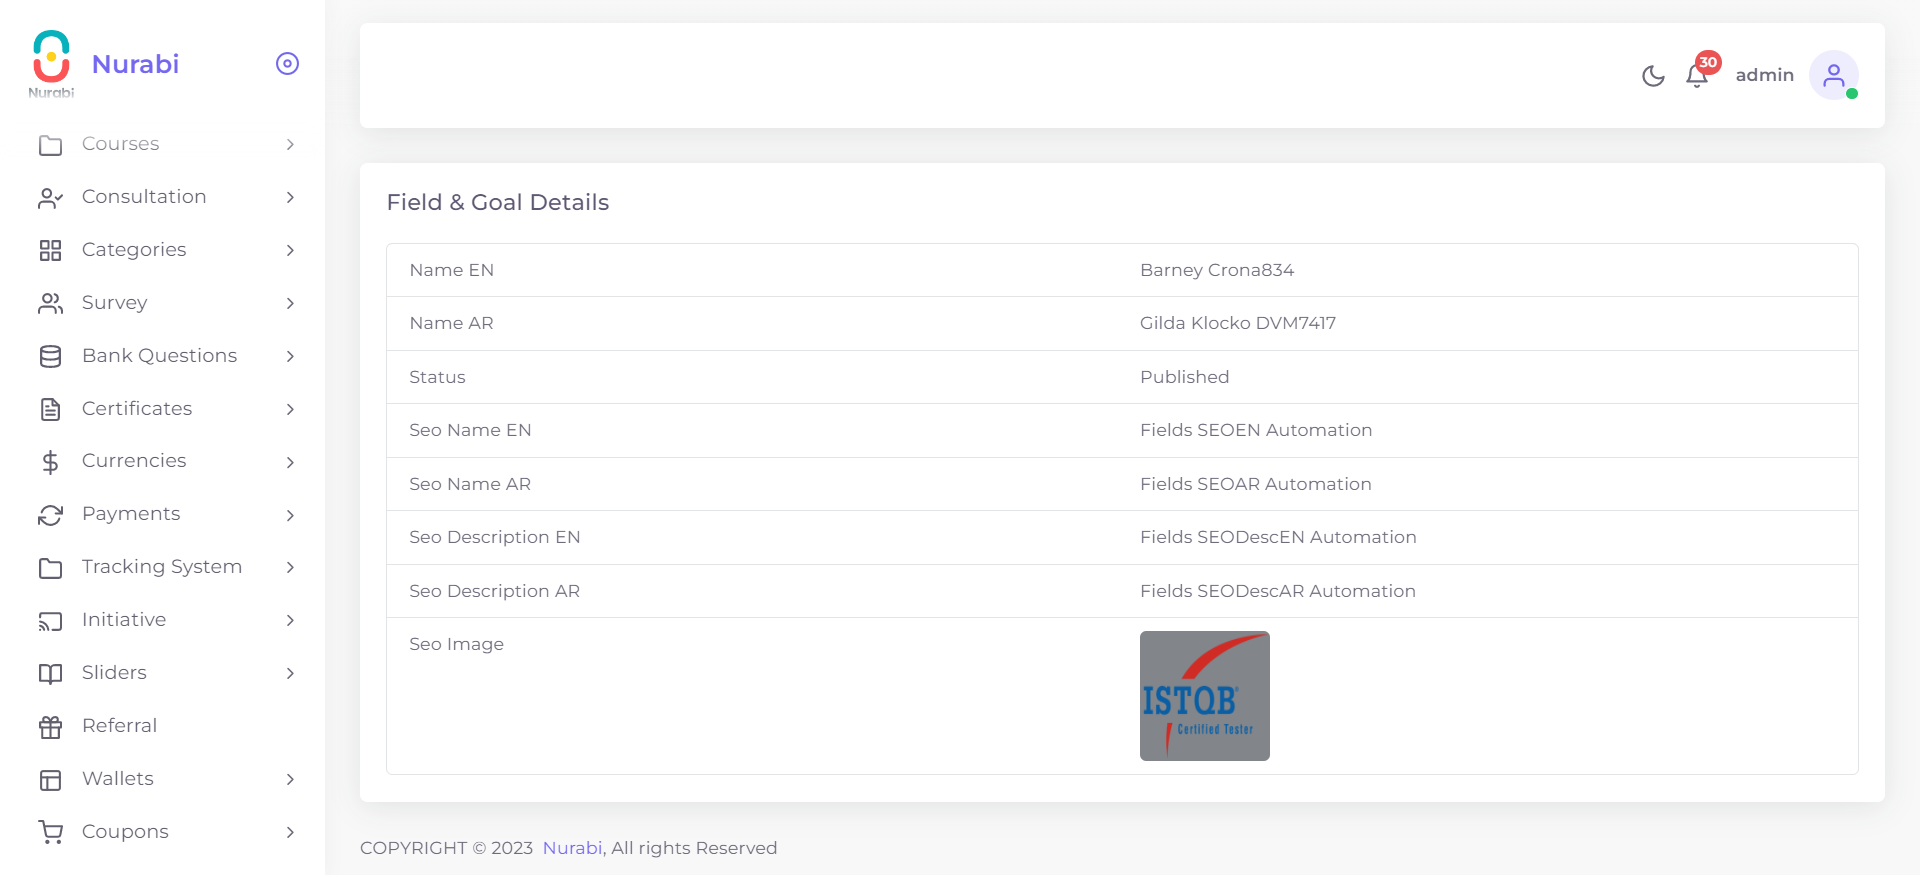 Nurabi
Nurabi
Courses
Consultation
Categories
Survey
Bank Questions
Certificates
Currencies
Payments
Tracking System
Initiative
Sliders
Referral
Wallets
Coupons
30
admin
Field & Goal Details
Name EN Barney Crona834
Name AR Gilda Klocko DVM7417
Status Published
Seo Name EN Fields SEOEN Automation
Seo Name AR Fields SEOAR Automation
Seo Description EN Fields SEODescEN Automation
Seo Description AR Fields SEODescAR Automation
Seo Image
ISTQB®
Certified Tester
COPYRIGHT © 2023 Nurabi, All rights Reserved